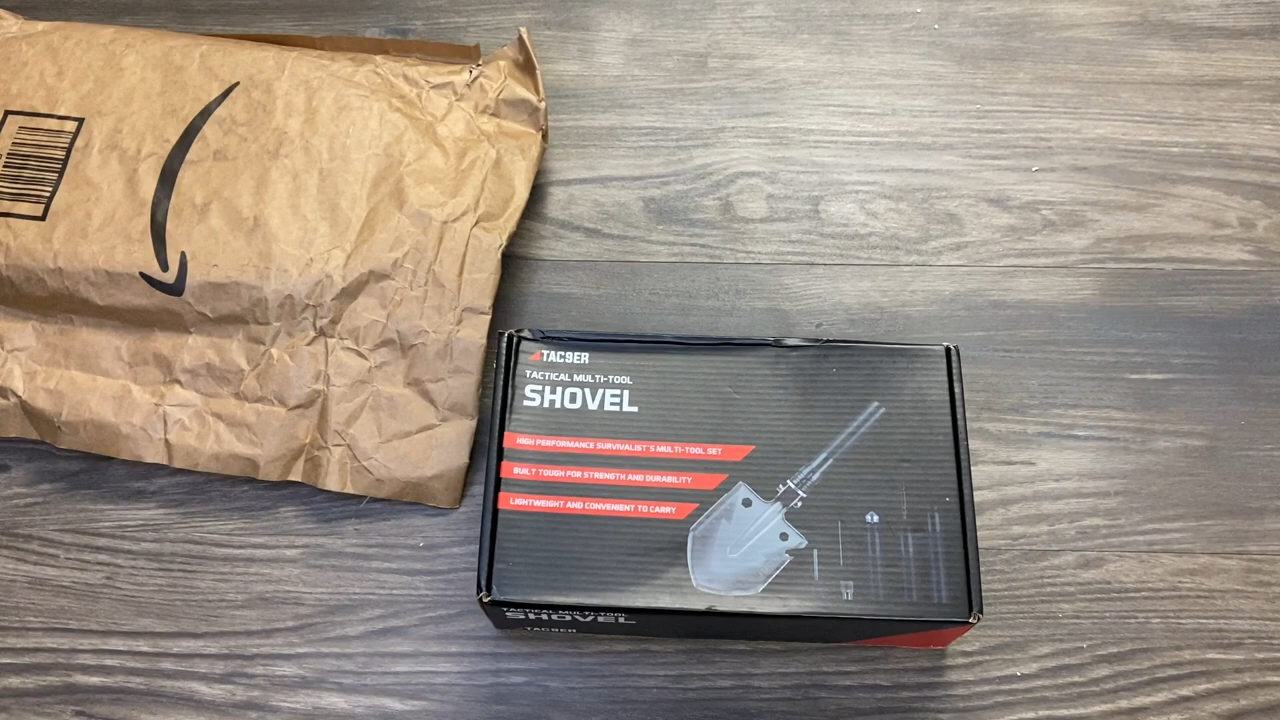 TAC9ER
TACTICAL MULTI-TOOL
SHOVEL
HIGH PERFORMANCE SURVIVALIST'S MULTI-TOOL SET
BUILT TOUGH FOR STRENGTH AND DURABILITY
LIGHTWEIGHT AND CONVENIENT TO CARRY
TACTICAL MULTI-TOOL
SHOVEL
TAC9ER